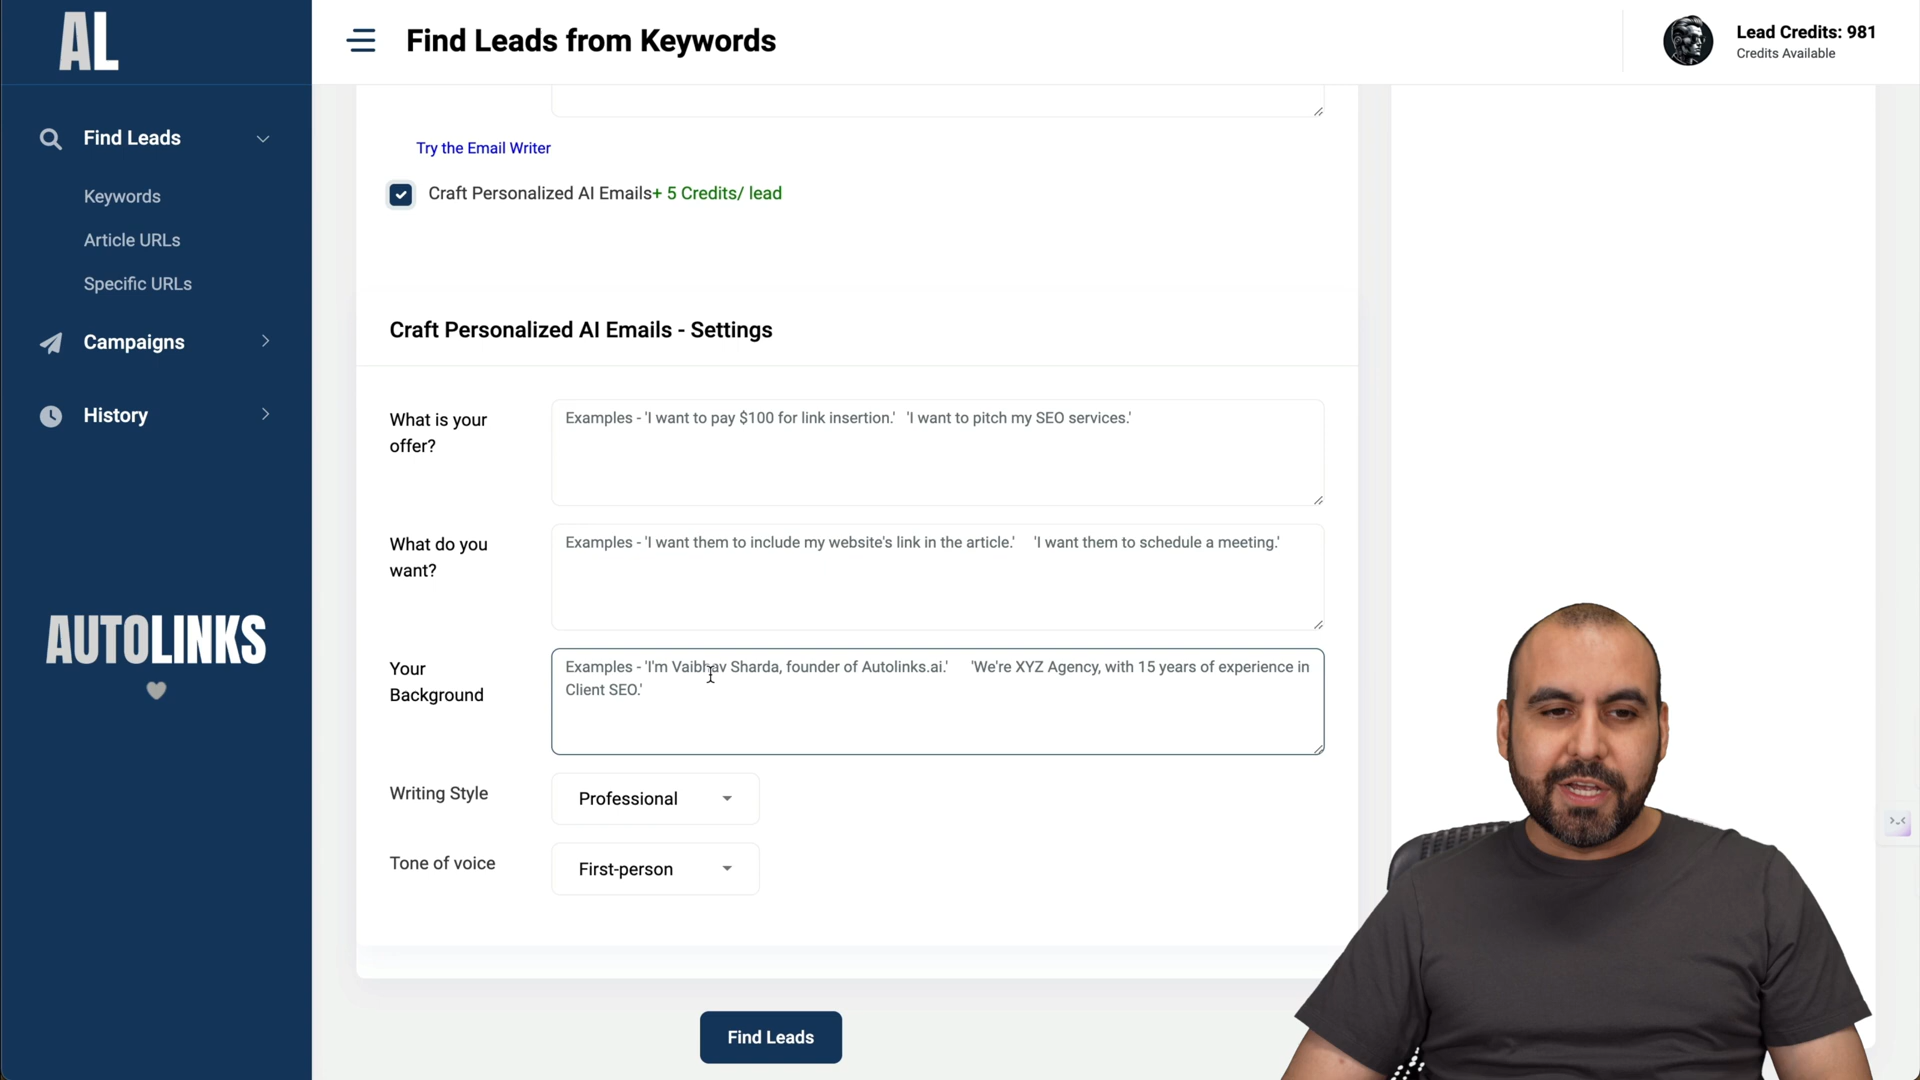 AL
Find Leads from Keywords
Lead Credits: 981
Credits Available
Find Leads
Keywords
Article URLs
Specific URLs
Campaigns
History
AUTOLINKS
Try the Email Writer
Craft Personalized AI Emails+ 5 Credits/ lead
Craft Personalized AI Emails - Settings
What is your
offer?
Examples - 'I want to pay $100 for link insertion.' 'I want to pitch my SEO services.'
What do you
want?
Examples - 'I want them to include my website's link in the article.' 'I want them to schedule a meeting.'
Your
Background
Examples - 'I'm Vaibhav Sharda, founder of Autolinks.ai.' 'We're XYZ Agency, with 15 years of experience in
Client SEO.'
Writing Style
Professional
Tone of voice
First-person
Find Leads